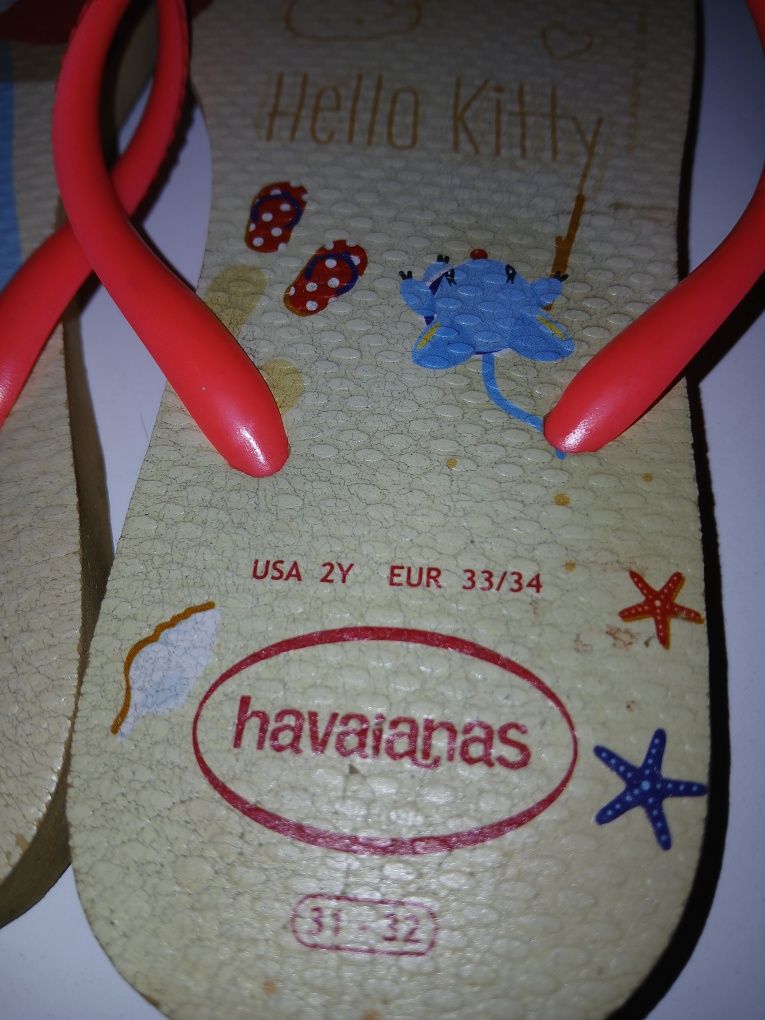 Hello Kitty
USA 2Y EUR 33/34
havaianas
31 - 32